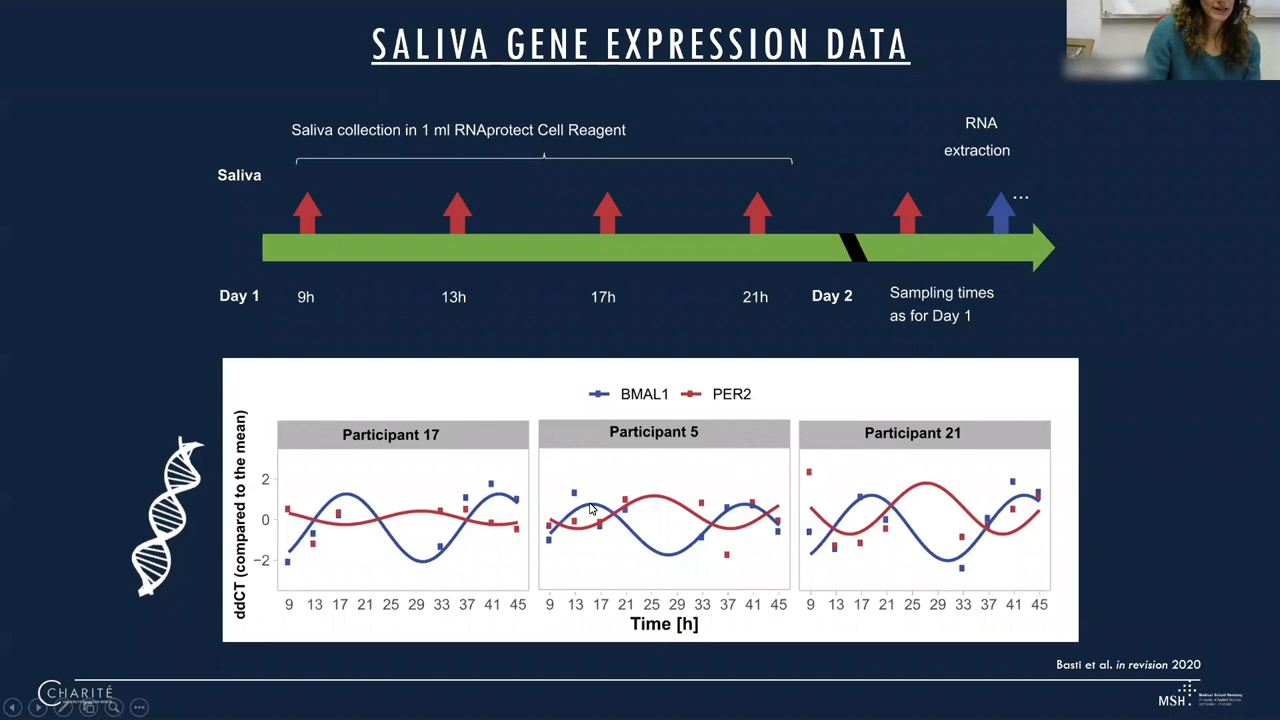 SALIVA GENE EXPRESSION DATA
Saliva collection in 1 ml RNAprotect Cell Reagent
RNA
extraction
Saliva
...
Day 1
9h
13h
17h
21h
Day 2
Sampling times
as for Day 1
BMAL1
PER2
ddCT (compared to the mean)
Participant 17
Participant 5
Participant 21
2
0
−2
9 13 17 21 25 29 33 37 41 45
9 13 17 21 25 29 33 37 41 45
9 13 17 21 25 29 33 37 41 45
Time [h]
Basti et al. in revision 2020
CHARITÉ
MSH
Medical School Hamburg